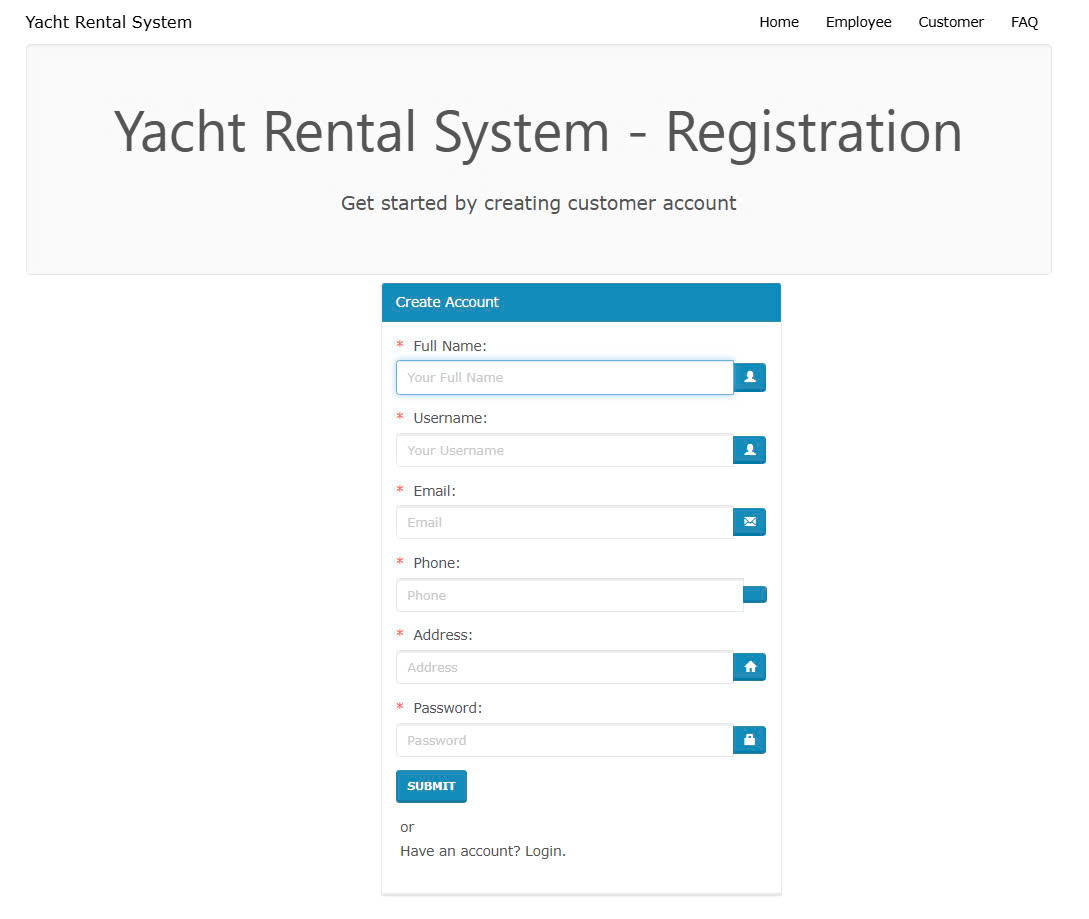 Yacht Rental System
Home Employee Customer FAQ
Yacht Rental System - Registration
Get started by creating customer account
Create Account
* Full Name:
Your Full Name
* Username:
Your Username
* Email:
Email
* Phone:
Phone
* Address:
Address
* Password:
Password
SUBMIT
or
Have an account? Login.